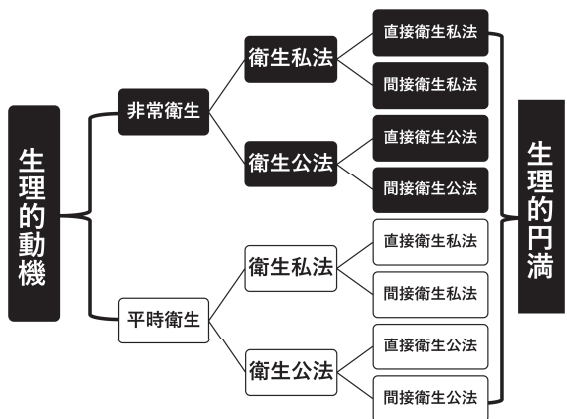 生理的動機
非常衛生
衛生私法
直接衛生私法
間接衛生私法
衛生公法
直接衛生公法
間接衛生公法
平時衛生
衛生私法
直接衛生私法
間接衛生私法
衛生公法
直接衛生公法
間接衛生公法
生理的円満